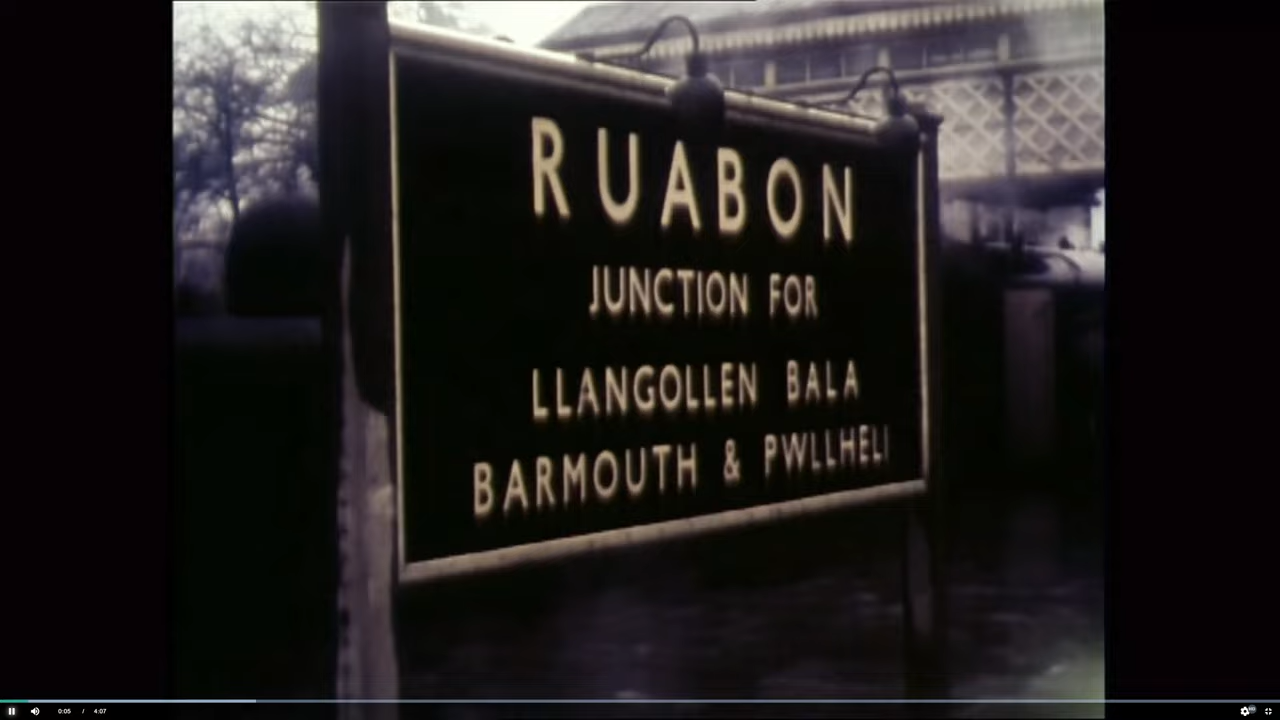 RUABON
JUNCTION FOR
LLANGOLLEN BALA
BARMOUTH & PWLLHELI
0:05 / 4:07